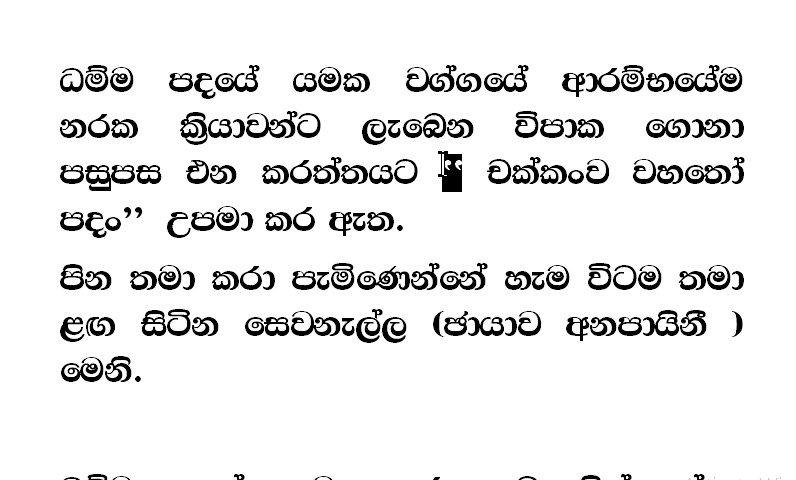 ධම්ම පදයේ යමක වග්ගයේ ආරම්භයේම
නරක ක්‍රියාවන්ට ලැබෙන විපාක ගොනා
පසුපස එන කරත්තයට “ චක්කංව වහතෝ
පදං” උපමා කර ඇත.
පින තමා කරා පැමිණෙන්නේ හැම විටම තමා
ළඟ සිටින සෙවනැල්ල (ඡායාව අනපායිනී )
මෙනි.